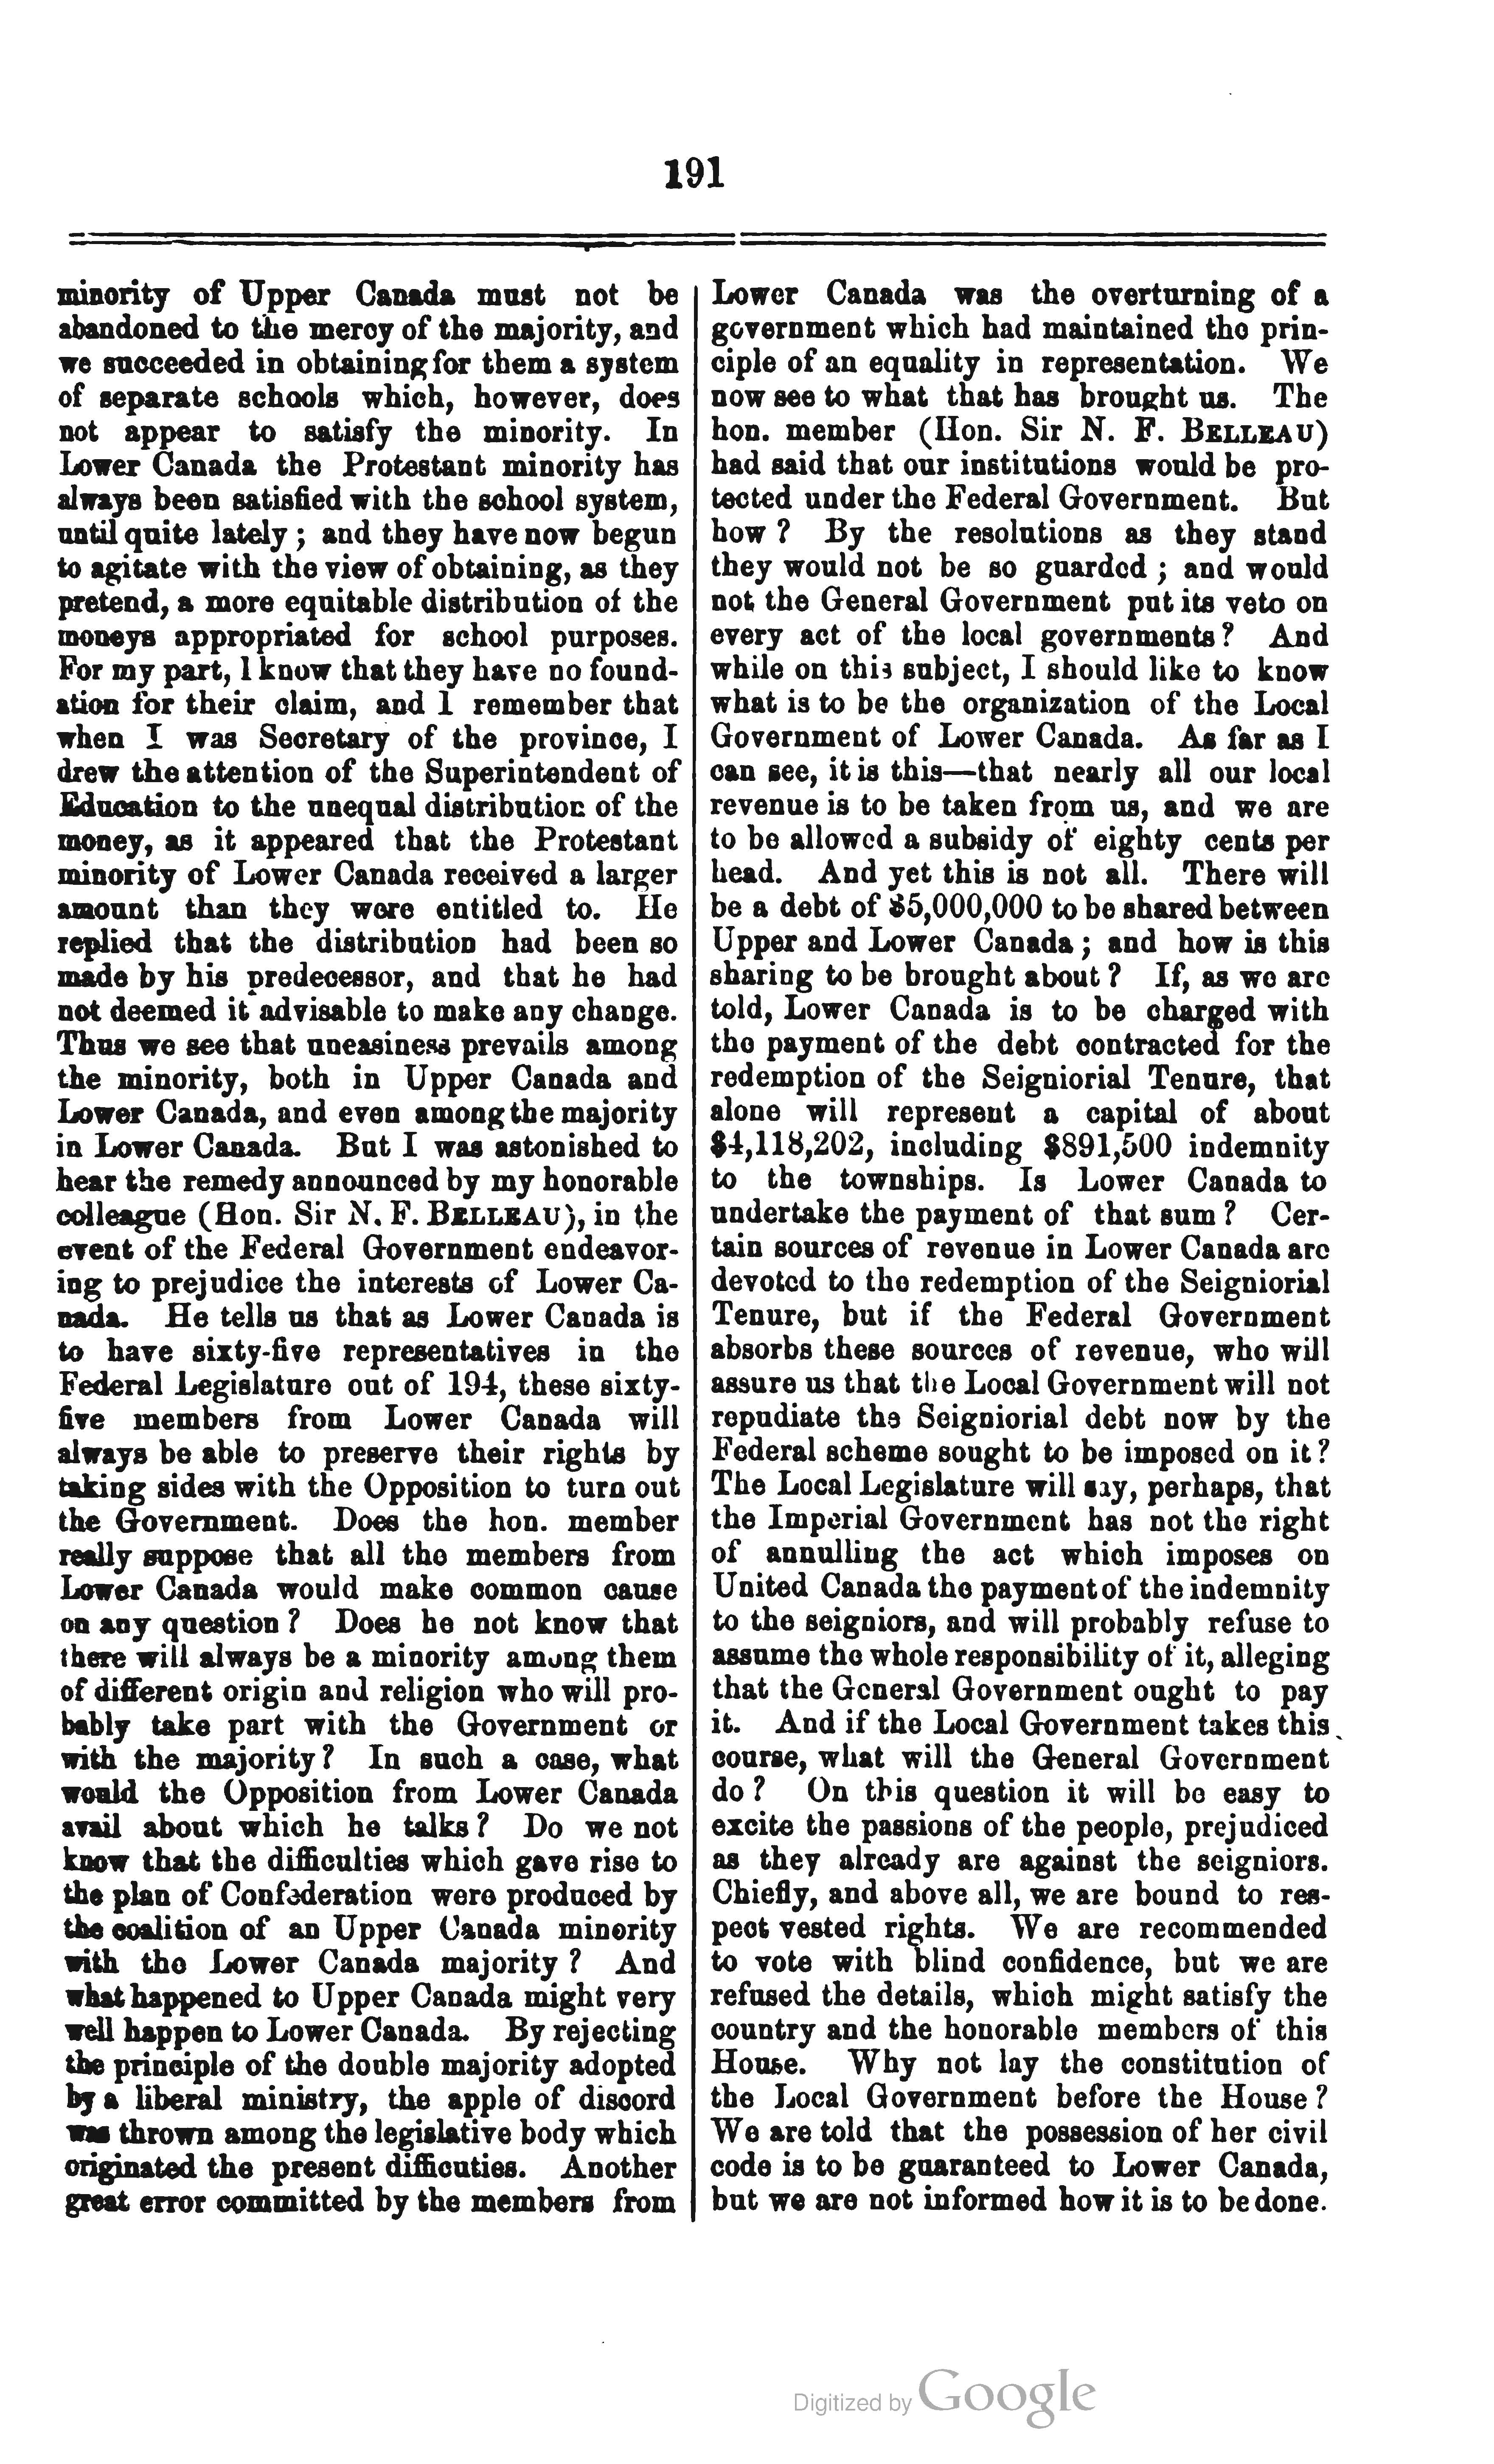 191
minority of Upper Canada must not be
abandoned to the mercy of the majority, and
we succeeded in obtaining for them a system
of separate schools which, however, does
not appear to satisfy the minority. In
Lower Canada the Protestant minority has
always been satisfied with the school system,
until quite lately ; and they have now begun
to agitate with the view of obtaining, as they
pretend, a more equitable distribution of the
moneys appropriated for school purposes.
For my part, I know that they have no found-
ation for their claim, and I remember that
when I was Secretary of the province, I
drew the attention of the Superintendent of
Education to the unequal distribution of the
money, as it appeared that the Protestant
minority of Lower Canada received a larger
amount than they were entitled to. He
replied that the distribution had been so
made by his predecessor, and that he had
not deemed it advisable to make any change.
Thus we see that uneasiness prevails among
the minority, both in Upper Canada and
Lower Canada, and even among the majority
in Lower Canada. But I was astonished to
hear the remedy announced by my honorable
colleague (Hon. Sir N. F. BELLEAU), in the
event of the Federal Government endeavor-
ing to prejudice the interests of Lower Ca-
nada. He tells us that as Lower Canada is
to have sixty-five representatives in the
Federal Legislature out of 194, these sixty-
five members from Lower Canada will
always be able to preserve their rights by
taking sides with the Opposition to turn out
the Government. Does the hon. member
really suppose that all the members from
Lower Canada would make common cause
on any question ? Does he not know that
there will always be a minority among them
of different origin and religion who will pro-
bably take part with the Government or
with the majority ? In such a case, what
would the Opposition from Lower Canada
avail about which he talks ? Do we not
know that the difficulties which gave rise to
the plan of Confederation were produced by
the coalition of an Upper Canada minority
with the Lower Canada majority ? And
what happened to Upper Canada might very
well happen to Lower Canada. By rejecting
the principle of the double majority adopted
by a liberal ministry, the apple of discord
was thrown among the legislative body which
originated the present difficuties. Another
great error committed by the members from
Lower Canada was the overturning of a
government which had maintained the prin-
ciple of an equality in representation. We
now see to what that has brought us. The
hon. member (Hon. Sir N. F. BELLEAU)
had said that our institutions would be pro-
tected under the Federal Government. But
how ? By the resolutions as they stand
they would not be so guarded ; and would
not the General Government put its veto on
every act of the local governments ? And
while on this subject, I should like to know
what is to be the organization of the Local
Government of Lower Canada. As far as I
can see, it is this—that nearly all our local
revenue is to be taken from us, and we are
to be allowed a subsidy of eighty cents per
head. And yet this is not all. There will
be a debt of $5,000,000 to be shared between
Upper and Lower Canada ; and how is this
sharing to be brought about ? If, as we are
told, Lower Canada is to be charged with
the payment of the debt contracted for the
redemption of the Seigniorial Tenure, that
alone will represent a capital of about
$4,118,202, including $891,500 indemnity
to the townships. Is Lower Canada to
undertake the payment of that sum ? Cer-
tain sources of revenue in Lower Canada are
devoted to the redemption of the Seigniorial
Tenure, but if the Federal Government
absorbs these sources of revenue, who will
assure us that the Local Government will not
repudiate the Seigniorial debt now by the
Federal scheme sought to be imposed on it ?
The Local Legislature will say, perhaps, that
the Imperial Government has not the right
of annulling the act which imposes on
United Canada the payment of the indemnity
to the seigniors, and will probably refuse to
assume the whole responsibility of it, alleging
that the General Government ought to pay
it. And if the Local Government takes this
course, what will the General Government
do ? On this question it will be easy to
excite the passions of the people, prejudiced
as they already are against the seigniors.
Chiefly, and above all, we are bound to res-
pect vested rights. We are recommended
to vote with blind confidence, but we are
refused the details, which might satisfy the
country and the honorable members of this
House. Why not lay the constitution of
the Local Government before the House ?
We are told that the possession of her civil
code is to be guaranteed to Lower Canada,
but we are not informed how it is to be done.
Digitized by Google